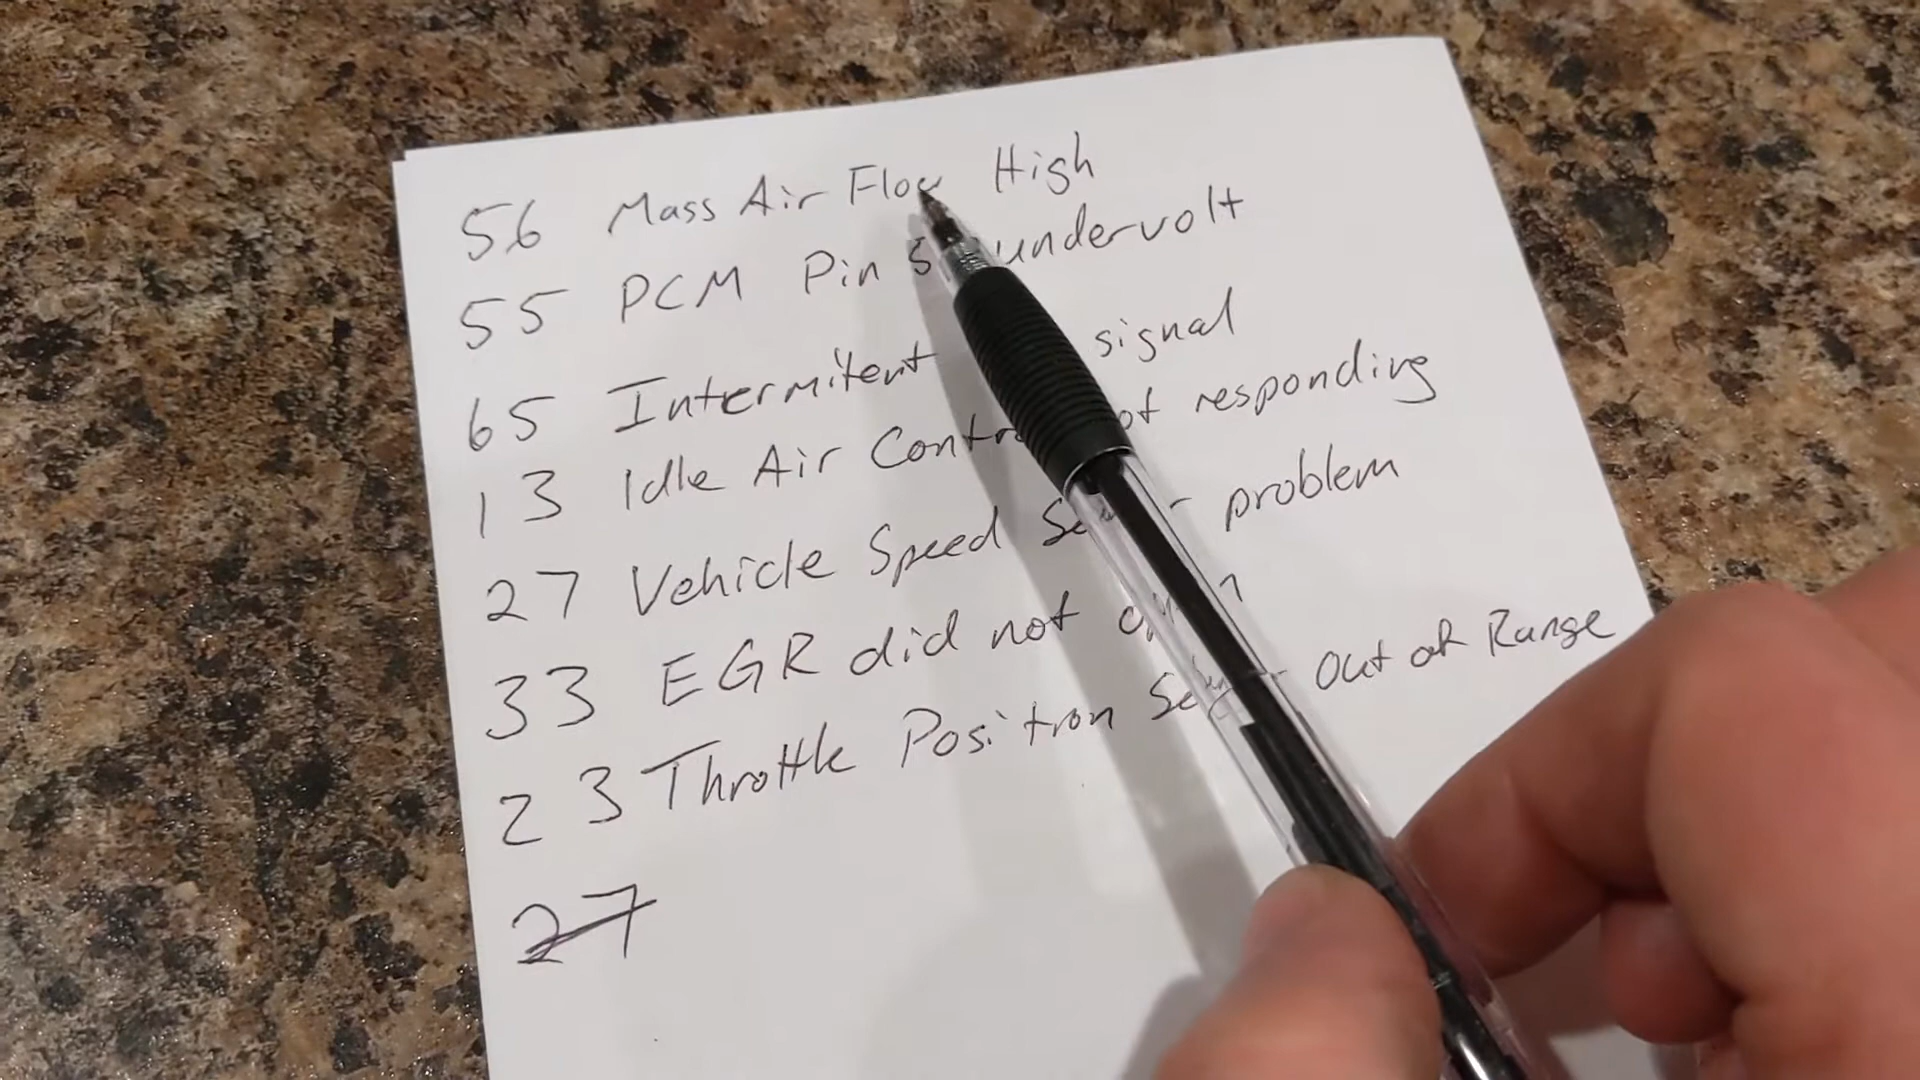 56 Mass Air Flow High
55 PCM Pin undervolt
65 Intermitent signal
13 Idle Air responding
27 Vehicle Speed problem
33 EGR did not
23 Throttle Position Out of Range
27